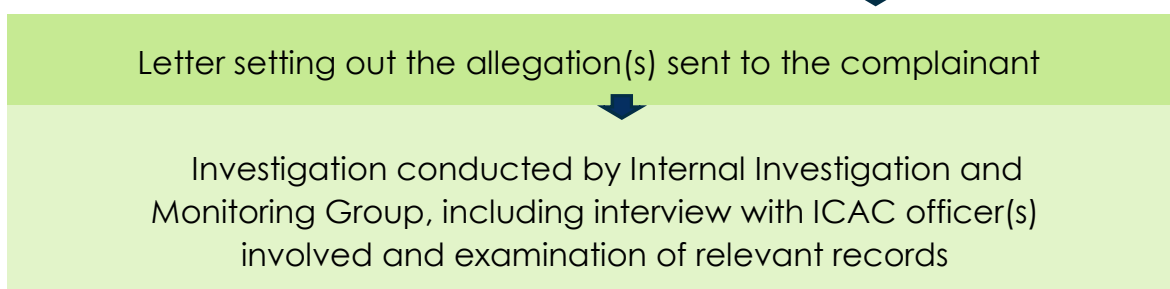 Letter setting out the allegation(s) sent to the complainant
Investigation conducted by Internal Investigation and
Monitoring Group, including interview with ICAC officer(s)
involved and examination of relevant records